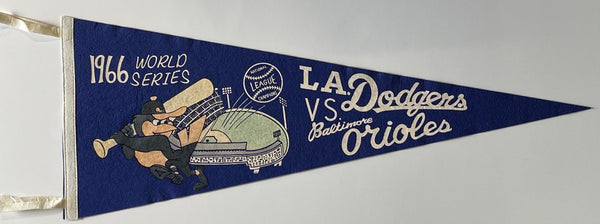 1966 WORLD
SERIES
NATIONAL
LEAGUE
CHAMPIONS
L.A. Dodgers
VS.
Baltimore
Orioles